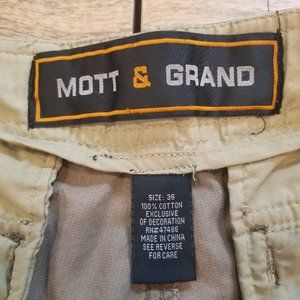 MOTT & GRAND
SIZE: 36
100% COTTON
EXCLUSIVE
OF DECORATION
RN#47486
MADE IN CHINA
SEE REVERSE
FOR CARE